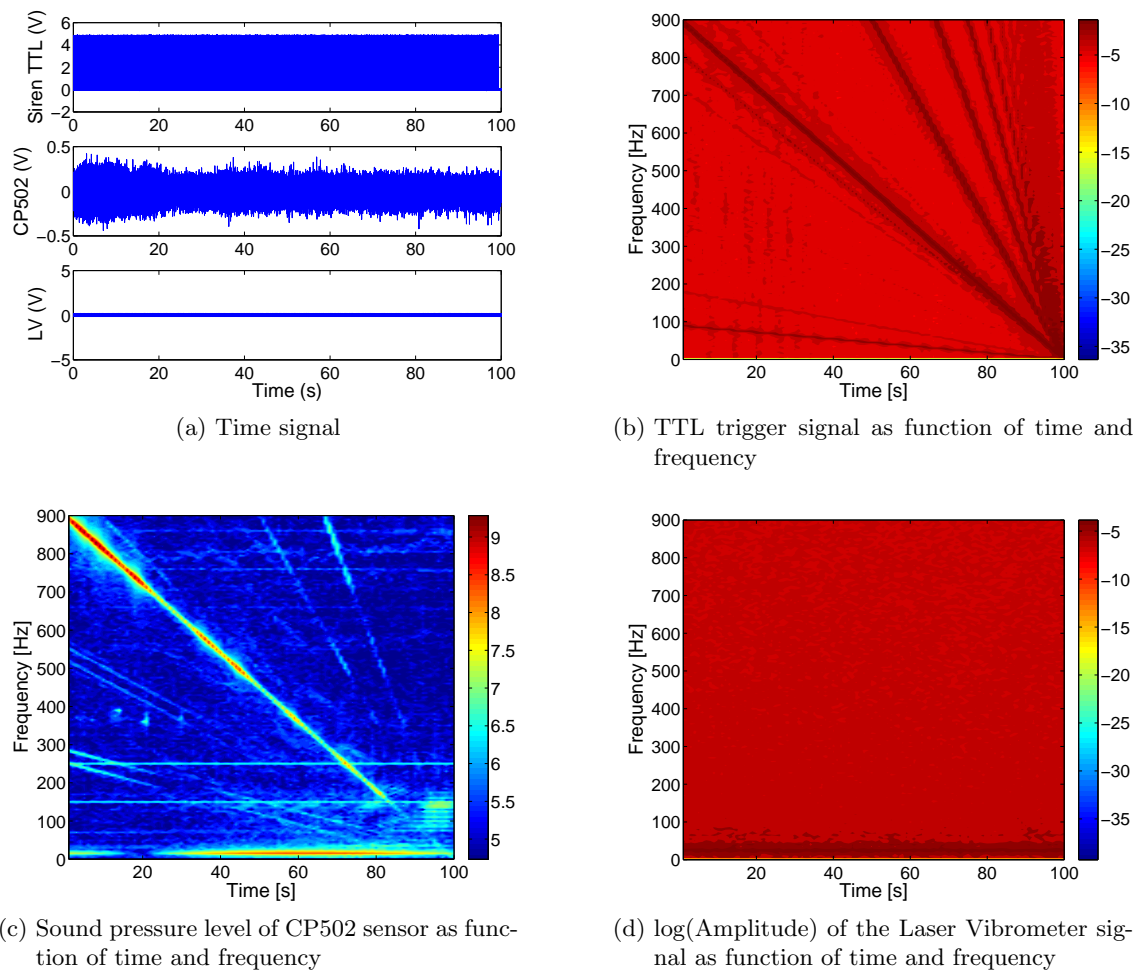 Siren TTL (V)
6
4
2
0
−2
0 20 40 60 80 100
CP502 (V)
0.5
0
−0.5
0 20 40 60 80 100
LV (V)
5
0
−5
0 20 40 60 80 100
Time (s)
(a) Time signal
Frequency [Hz]
900
800
700
600
500
400
300
200
100
0
20 40 60 80 100
Time [s]
−5
−10
−15
−20
−25
−30
−35
(b) TTL trigger signal as function of time and
frequency
Frequency [Hz]
900
800
700
600
500
400
300
200
100
0
20 40 60 80 100
Time [s]
9
8.5
8
7.5
7
6.5
6
5.5
5
(c) Sound pressure level of CP502 sensor as func-
tion of time and frequency
Frequency [Hz]
900
800
700
600
500
400
300
200
100
0
20 40 60 80 100
Time [s]
−5
−10
−15
−20
−25
−30
−35
(d) log(Amplitude) of the Laser Vibrometer sig-
nal as function of time and frequency